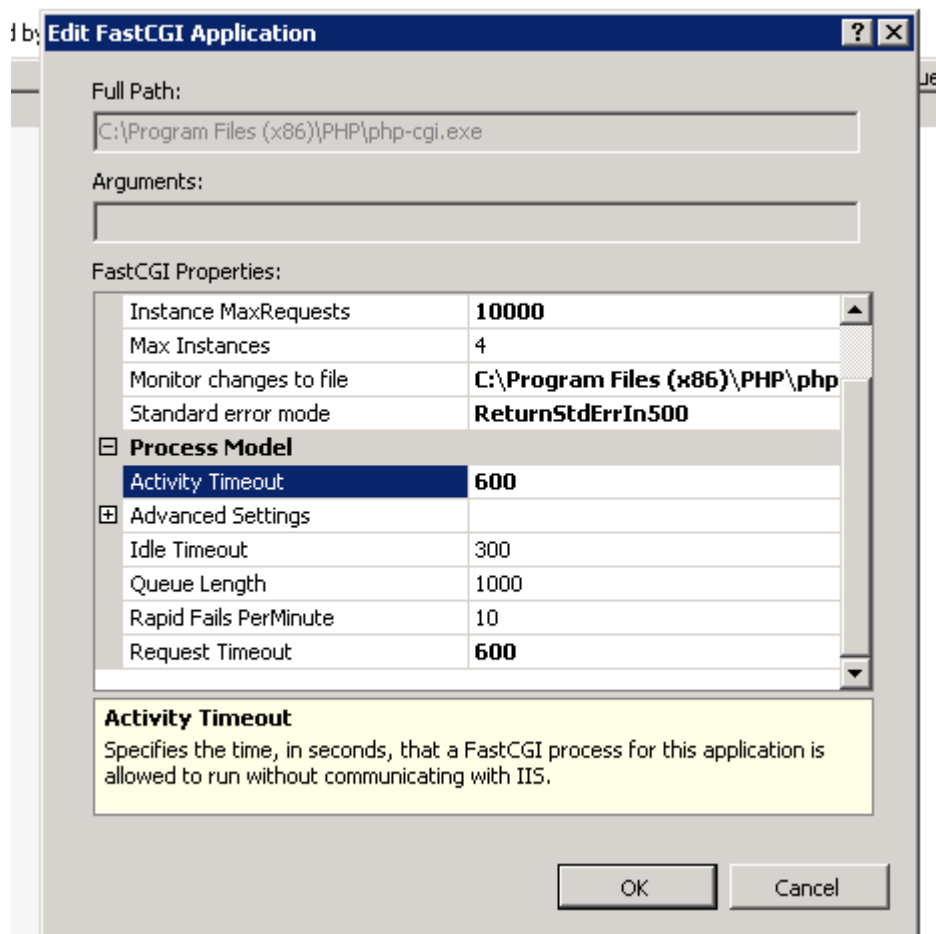 d by
Edit FastCGI Application
ue
Full Path:
C:\Program Files (x86)\PHP\php-cgi.exe
Arguments:
FastCGI Properties:
Instance MaxRequests 10000
Max Instances 4
Monitor changes to file C:\Program Files (x86)\PHP\php
Standard error mode ReturnStdErrIn500
Process Model
Activity Timeout 600
Advanced Settings
Idle Timeout 300
Queue Length 1000
Rapid Fails PerMinute 10
Request Timeout 600
Activity Timeout
Specifies the time, in seconds, that a FastCGI process for this application is
allowed to run without communicating with IIS.
OK Cancel